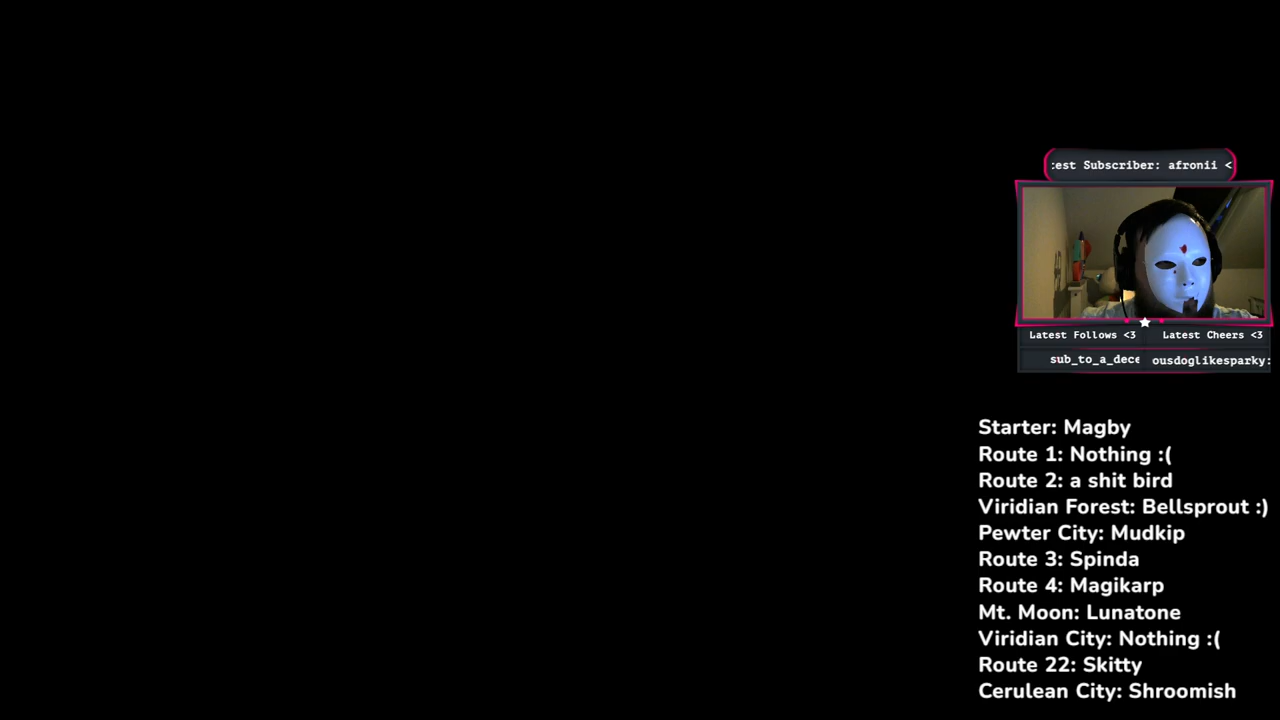 :est Subscriber: afronii <
Latest Follows <3
Latest Cheers <3
sub_to_a_dece
ousdoglikesparky:
Starter: Magby
Route 1: Nothing :(
Route 2: a shit bird
Viridian Forest: Bellsprout :)
Pewter City: Mudkip
Route 3: Spinda
Route 4: Magikarp
Mt. Moon: Lunatone
Viridian City: Nothing :(
Route 22: Skitty
Cerulean City: Shroomish